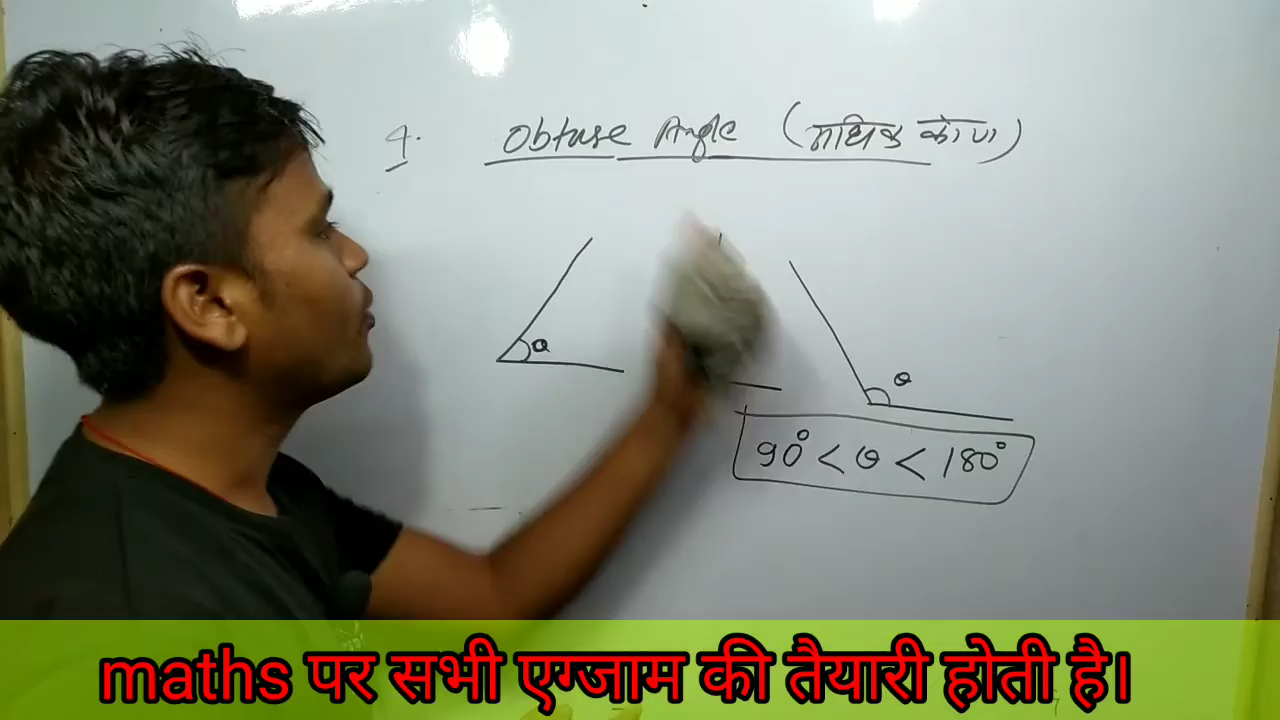 4. Obtuse Angle (अधिक कोण)
θ
θ
90° < θ < 180°
maths पर सभी एग्जाम की तैयारी होती है।